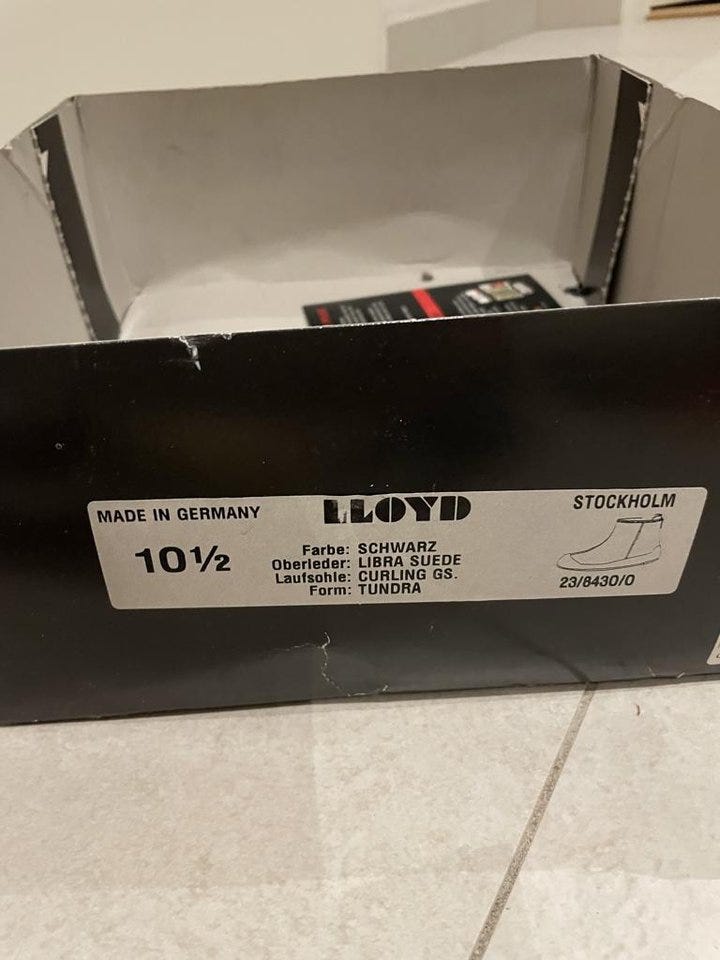 MADE IN GERMANY
LLOYD
STOCKHOLM
10½
Farbe: SCHWARZ
Oberleder: LIBRA SUEDE
Laufsohle: CURLING GS.
Form: TUNDRA
23/8430/0